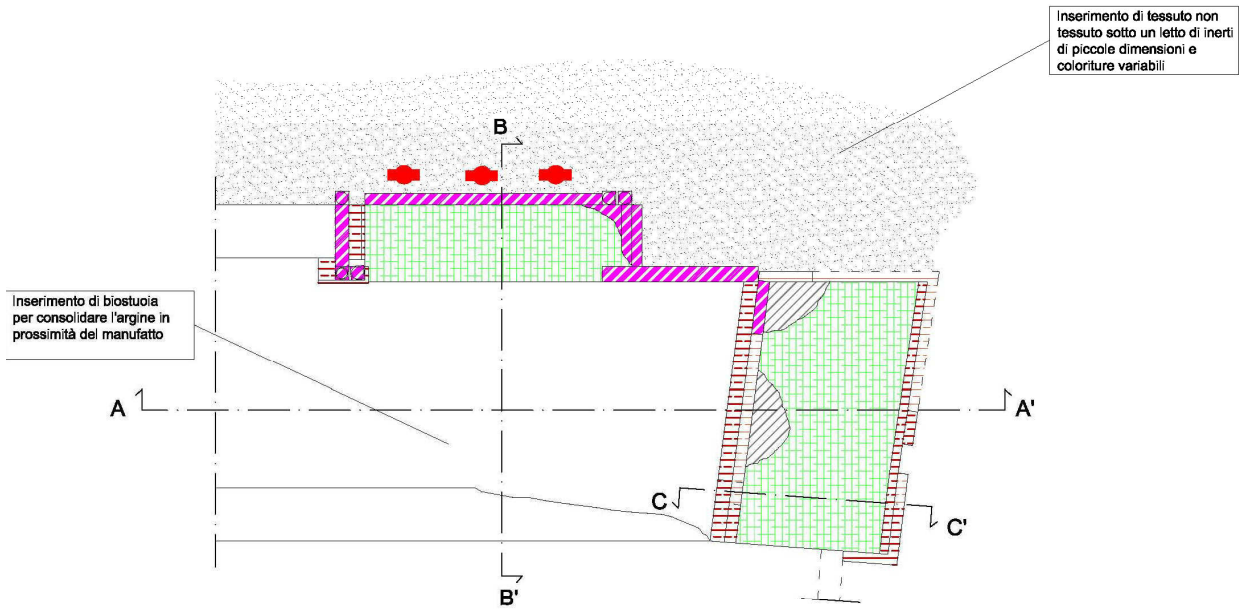 Inserimento di tessuto non
tessuto sotto un letto di inerti
di piccole dimensioni e
coloriture variabili
B
Inserimento di biostuoia
per consolidare l'argine in
prossimità del manufatto
A
A'
C
C'
B'